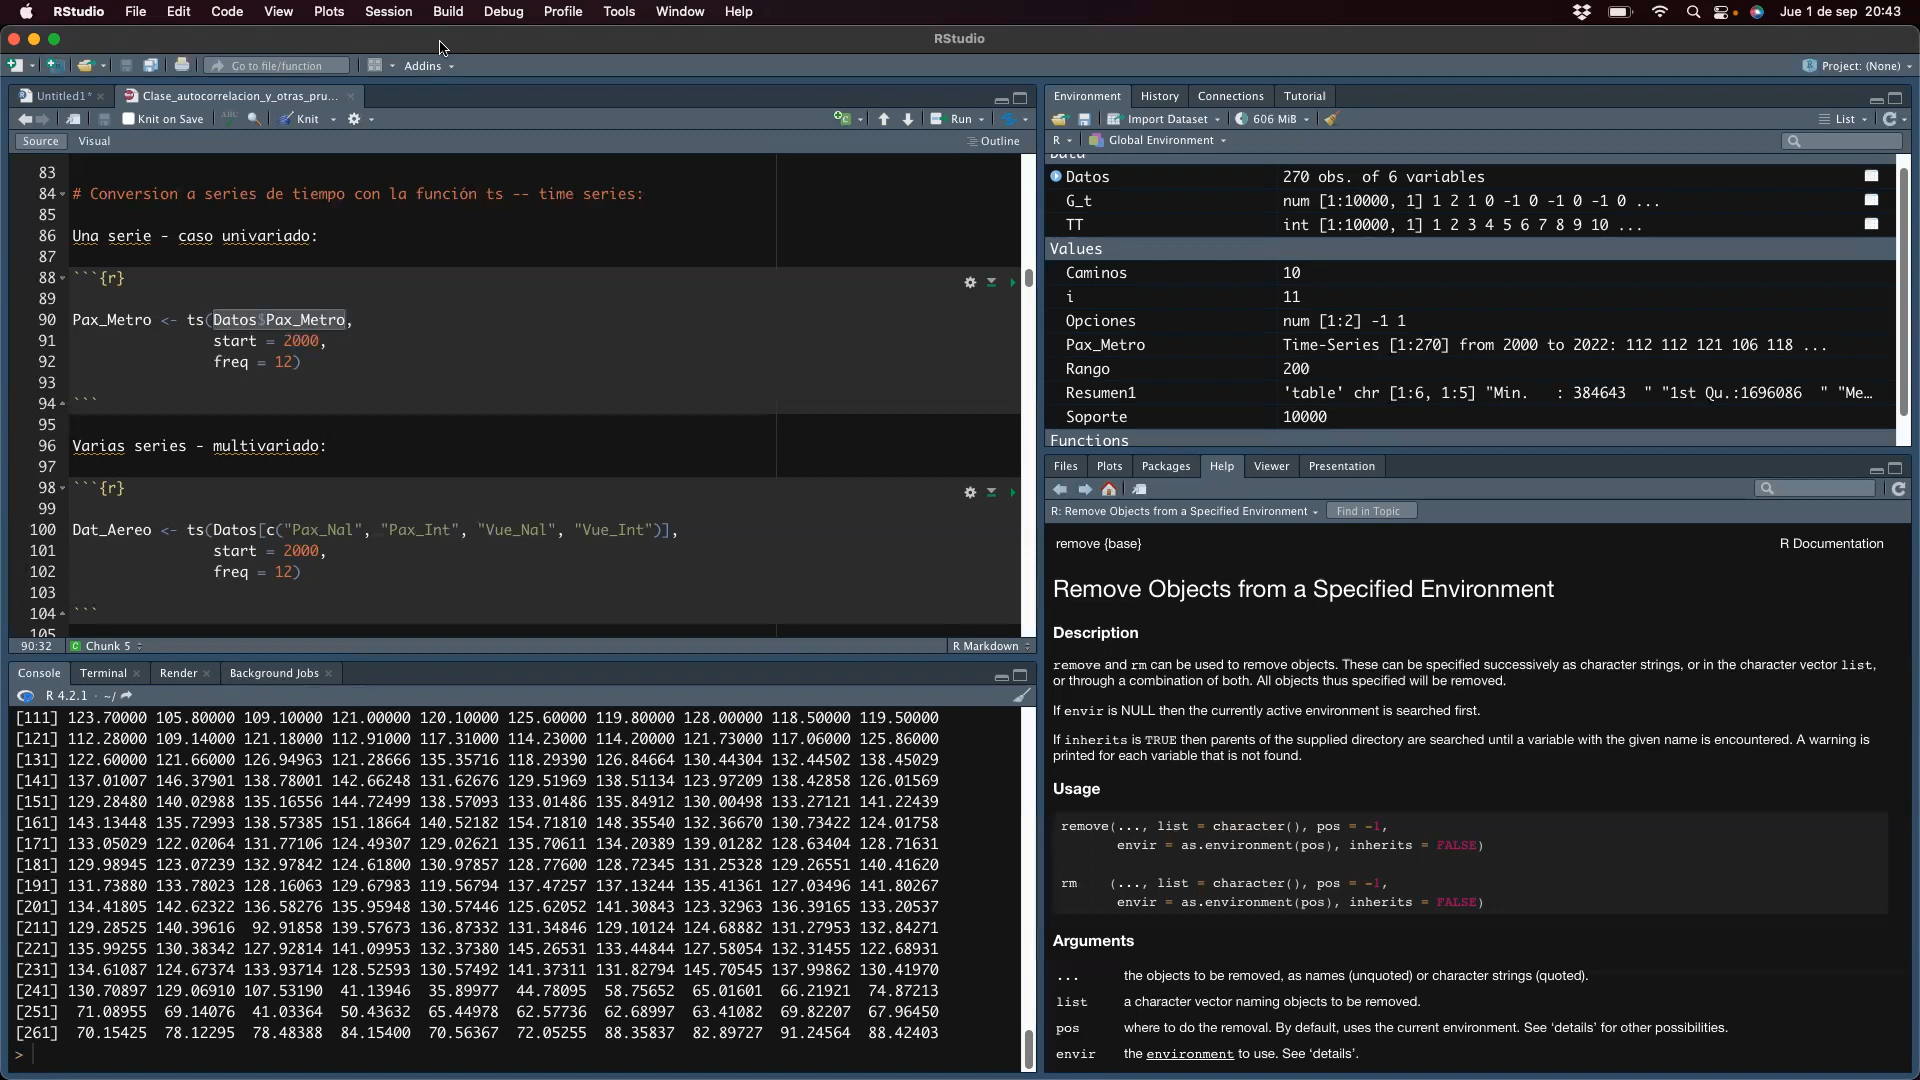 RStudio File Edit Code View Plots Session Build Debug Profile Tools Window Help Jue 1 de sep 20:43
RStudio
Go to file/function Addins Project: (None)
Untitled1* Clase_autocorrelacion_y_otras_pru...
Knit on Save ABC Knit Run
Source Visual Outline
83
84 # Conversion a series de tiempo con la función ts -- time series:
85
86 Una serie - caso univariado:
87
88 ```{r}
89
90 Pax_Metro <- ts(Datos$Pax_Metro,
91 start = 2000,
92 freq = 12)
93
94 ```
95
96 Varias series - multivariado:
97
98 ```{r}
99
100 Dat_Aereo <- ts(Datos[c("Pax_Nal", "Pax_Int", "Vue_Nal", "Vue_Int")],
101 start = 2000,
102 freq = 12)
103
104 ```
105
90:32 Chunk 5 R Markdown
Console Terminal Render Background Jobs
R 4.2.1 · ~/
[111] 123.70000 105.80000 109.10000 121.00000 120.10000 125.60000 119.80000 128.00000 118.50000 119.50000
[121] 112.28000 109.14000 121.18000 112.91000 117.31000 114.23000 114.20000 121.73000 117.06000 125.86000
[131] 122.60000 121.66000 126.94963 121.28666 135.35716 118.29390 126.84664 130.44304 132.44502 138.45029
[141] 137.01007 146.37901 138.78001 142.66248 131.62676 129.51969 138.51134 123.97209 138.42858 126.01569
[151] 129.28480 140.02988 135.16556 144.72499 138.57093 133.01486 135.84912 130.00498 133.27121 141.22439
[161] 143.13448 135.72993 138.57385 151.18664 140.52182 154.71810 148.35540 132.36670 130.73422 124.01758
[171] 133.05029 122.02064 131.77106 124.49307 129.02621 135.70611 134.20389 139.01282 128.63404 128.71631
[181] 129.98945 123.07239 132.97842 124.61800 130.97857 128.77600 128.72345 131.25328 129.26551 140.41620
[191] 131.73880 133.78023 128.16063 129.67983 119.56794 137.47257 137.13244 135.41361 127.03496 141.80267
[201] 134.41805 142.62322 136.58276 135.95948 130.57446 125.62052 141.30843 123.32963 136.39165 133.20537
[211] 129.28525 140.39616 92.91858 139.57673 136.87332 131.34846 129.10124 124.68882 131.27953 132.84271
[221] 135.99255 130.38342 127.92814 141.09953 132.37380 145.26531 133.44844 127.58054 132.31455 122.68931
[231] 134.61087 124.67374 133.93714 128.52593 130.57492 141.37311 131.82794 145.70545 137.99862 130.41970
[241] 130.70897 129.06910 107.53190 41.13946 35.89977 44.78095 58.75652 65.01601 66.21921 74.87213
[251] 71.08955 69.14076 41.03364 50.43632 65.44978 62.57736 62.68997 63.41082 69.82207 67.96450
[261] 70.15425 78.12295 78.48388 84.15400 70.56367 72.05255 88.35837 82.89727 91.24564 88.42403
>
Environment History Connections Tutorial
Import Dataset 606 MiB List
R Global Environment
Data
Datos 270 obs. of 6 variables
G_t num [1:10000, 1] 1 2 1 0 -1 0 -1 0 -1 0 ...
TT int [1:10000, 1] 1 2 3 4 5 6 7 8 9 10 ...
Values
Caminos 10
i 11
Opciones num [1:2] -1 1
Pax_Metro Time-Series [1:270] from 2000 to 2022: 112 112 121 106 118 ...
Rango 200
Resumen1 'table' chr [1:6, 1:5] "Min. : 384643 " "1st Qu.:1696086 " "Me...
Soporte 10000
Functions
Files Plots Packages Help Viewer Presentation
R: Remove Objects from a Specified Environment Find in Topic
remove {base} R Documentation
Remove Objects from a Specified Environment
Description
remove and rm can be used to remove objects. These can be specified successively as character strings, or in the character vector list,
or through a combination of both. All objects thus specified will be removed.
If envir is NULL then the currently active environment is searched first.
If inherits is TRUE then parents of the supplied directory are searched until a variable with the given name is encountered. A warning is
printed for each variable that is not found.
Usage
remove(..., list = character(), pos = -1,
envir = as.environment(pos), inherits = FALSE)
rm (..., list = character(), pos = -1,
envir = as.environment(pos), inherits = FALSE)
Arguments
... the objects to be removed, as names (unquoted) or character strings (quoted).
list a character vector naming objects to be removed.
pos where to do the removal. By default, uses the current environment. See ‘details’ for other possibilities.
envir the environment to use. See ‘details’.